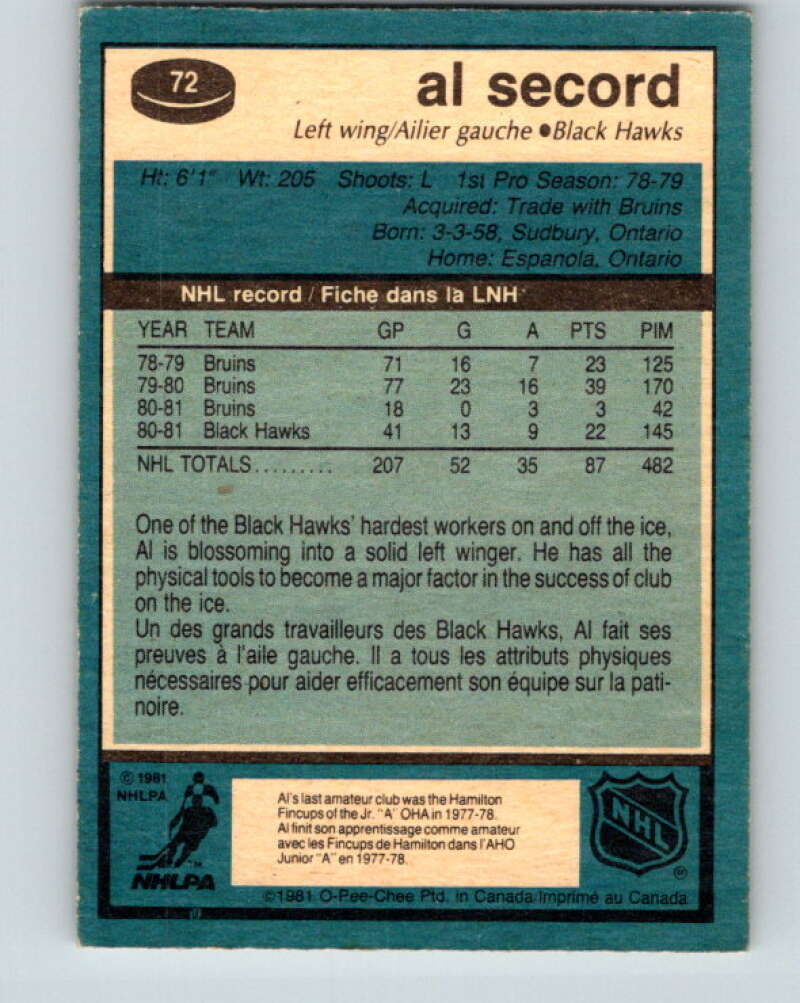 72
al secord
Left wing/Ailier gauche ●Black Hawks
Ht: 6'1" Wt: 205 Shoots: L 1st Pro Season: 78-79
Acquired: Trade with Bruins
Born: 3-3-58, Sudbury, Ontario
Home: Espanola, Ontario
NHL record / Fiche dans la LNH
YEAR TEAM GP G A PTS PIM
78-79 Bruins 71 16 7 23 125
79-80 Bruins 77 23 16 39 170
80-81 Bruins 18 0 3 3 42
80-81 Black Hawks 41 13 9 22 145
NHL TOTALS......... 207 52 35 87 482
One of the Black Hawks' hardest workers on and off the ice,
Al is blossoming into a solid left winger. He has all the
physical tools to become a major factor in the success of club
on the ice.
Un des grands travailleurs des Black Hawks, Al fait ses
preuves à l'aile gauche. Il a tous les attributs physiques
nécessaires pour aider efficacement son équipe sur la pati-
noire.
© 1981
NHLPA
TM
NHLPA
Al's last amateur club was the Hamilton
Fincups of the Jr. "A" OHA in 1977-78.
Al finit son apprentissage comme amateur
avec les Fincups de Hamilton dans l'AHO
Junior "A" en 1977-78.
NHL
®
©1981 O-Pee-Chee Ptd. in Canada/Imprimé au Canada